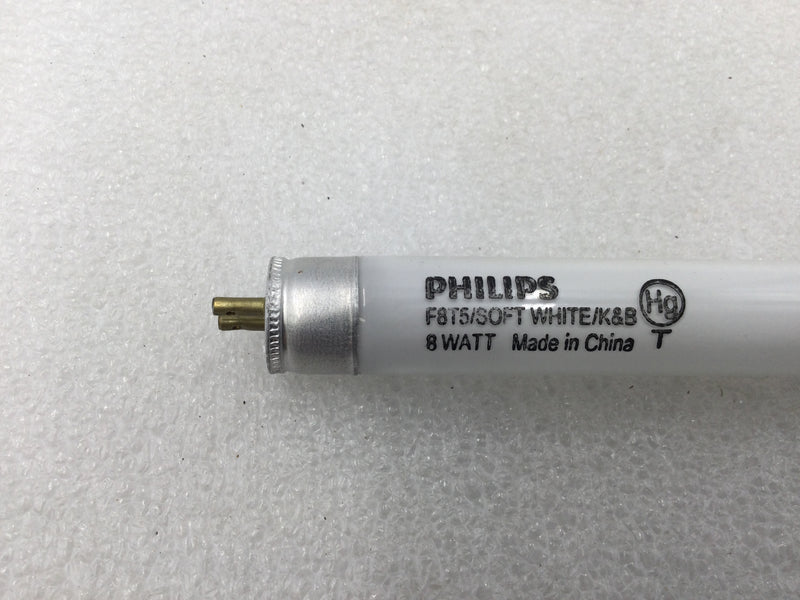 PHILIPS
F8T5/SOFT WHITE/K&B
8 WATT Made in China
Hg
T